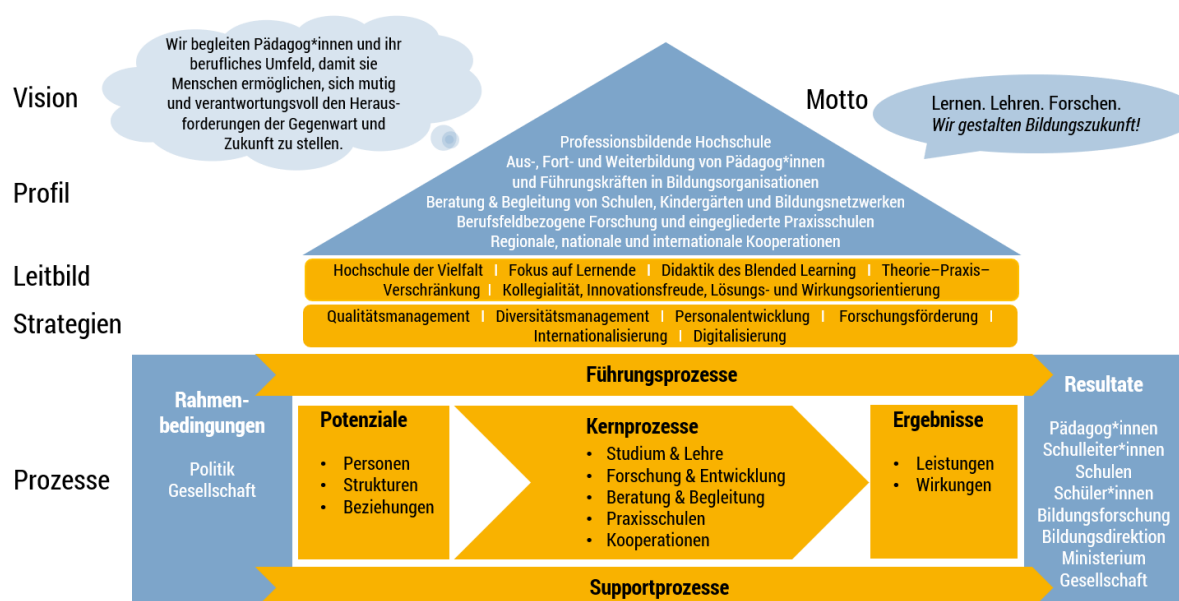 Vision
Wir begleiten Pädagog*innen und ihr
berufliches Umfeld, damit sie
Menschen ermöglichen, sich mutig
und verantwortungsvoll den Heraus-
forderungen der Gegenwart und
Zukunft zu stellen.
Motto
Lernen. Lehren. Forschen.
Wir gestalten Bildungszukunft!
Profil
Professionsbildende Hochschule
Aus-, Fort- und Weiterbildung von Pädagog*innen
und Führungskräften in Bildungsorganisationen
Beratung & Begleitung von Schulen, Kindergärten und Bildungsnetzwerken
Berufsfeldbezogene Forschung und eingegliederte Praxisschulen
Regionale, nationale und internationale Kooperationen
Leitbild
Hochschule der Vielfalt | Fokus auf Lernende | Didaktik des Blended Learning | Theorie–Praxis–
Verschränkung | Kollegialität, Innovationsfreude, Lösungs- und Wirkungsorientierung
Strategien
Qualitätsmanagement | Diversitätsmanagement | Personalentwicklung | Forschungsförderung |
Internationalisierung | Digitalisierung
Prozesse
Führungsprozesse
Rahmen-
bedingungen
Politik
Gesellschaft
Potenziale
• Personen
• Strukturen
• Beziehungen
Kernprozesse
• Studium & Lehre
• Forschung & Entwicklung
• Beratung & Begleitung
• Praxisschulen
• Kooperationen
Ergebnisse
• Leistungen
• Wirkungen
Resultate
Pädagog*innen
Schulleiter*innen
Schulen
Schüler*innen
Bildungsforschung
Bildungsdirektion
Ministerium
Gesellschaft
Supportprozesse